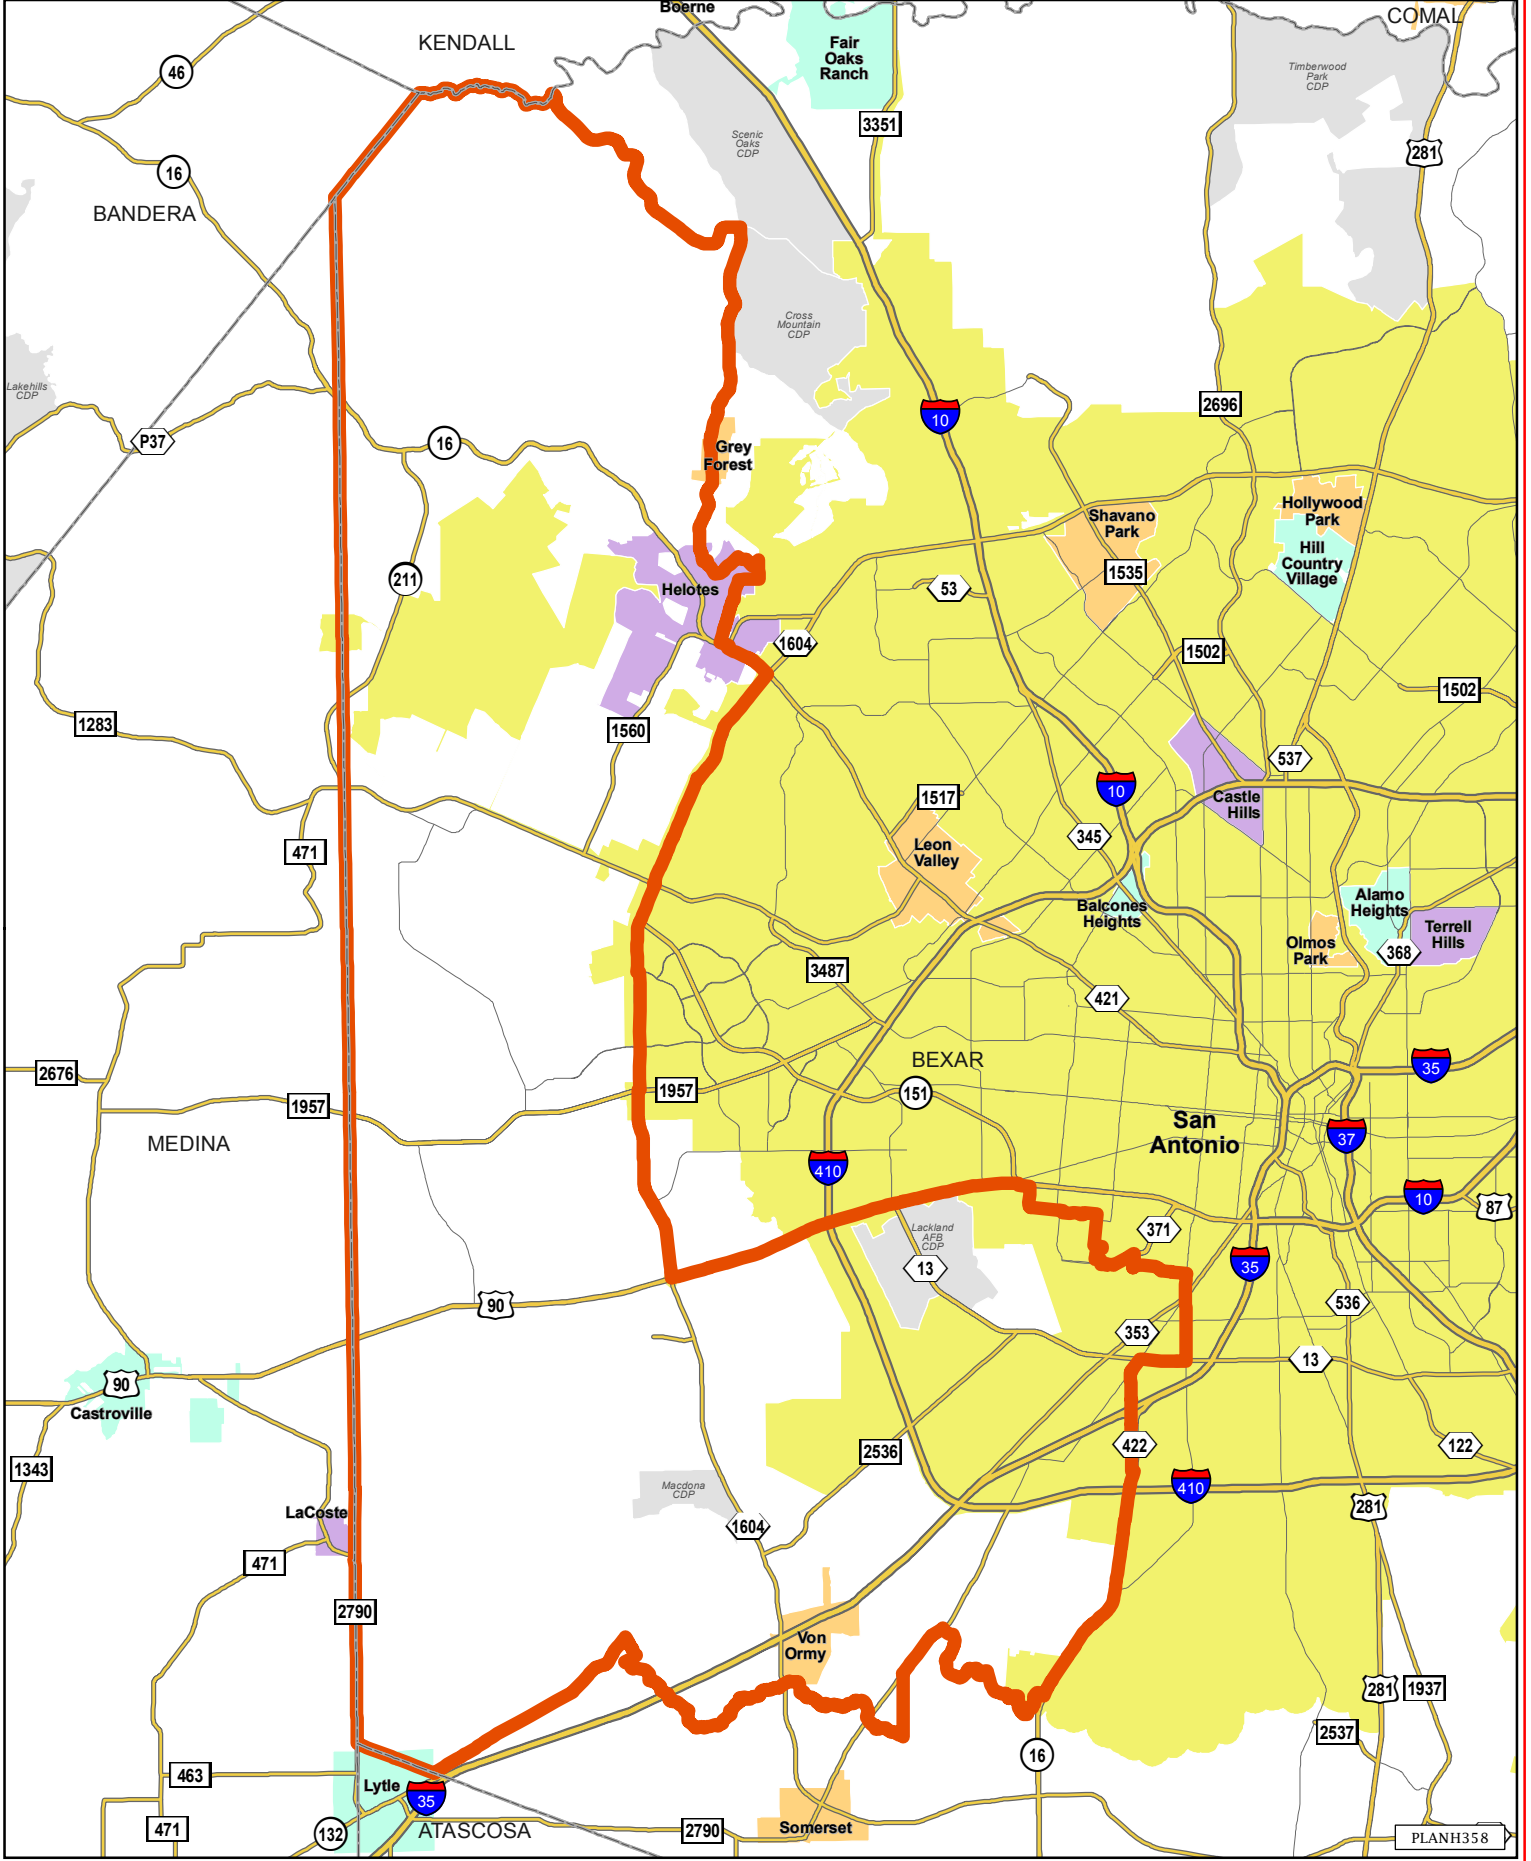 Boerne
COMAL
KENDALL
Fair
Oaks
Ranch
46
Timberwood
Park
CDP
3351
Scenic
Oaks
CDP
281
16
BANDERA
Cross
Mountain
CDP
Lakehills
CDP
2696
10
P37
16
Grey
Forest
Hollywood
Park
Shavano
Park
Hill
Country
Village
211
1535
53
Helotes
1604
1502
1502
1283
1560
537
10
1517
Castle
Hills
345
471
Leon
Valley
Alamo
Heights
Balcones
Heights
Terrell
Hills
Olmos
Park
368
3487
421
BEXAR
35
2676
151
1957
1957
San
Antonio
37
MEDINA
410
10
87
371
Lackland
AFB
CDP
13
35
90
536
353
13
90
Castroville
422
122
2536
1343
Macdona
CDP
410
281
LaCoste
1604
471
2790
Von
Ormy
281
1937
2537
16
463
Lytle
35
471
132
ATASCOSA
2790
Somerset
PLANH358